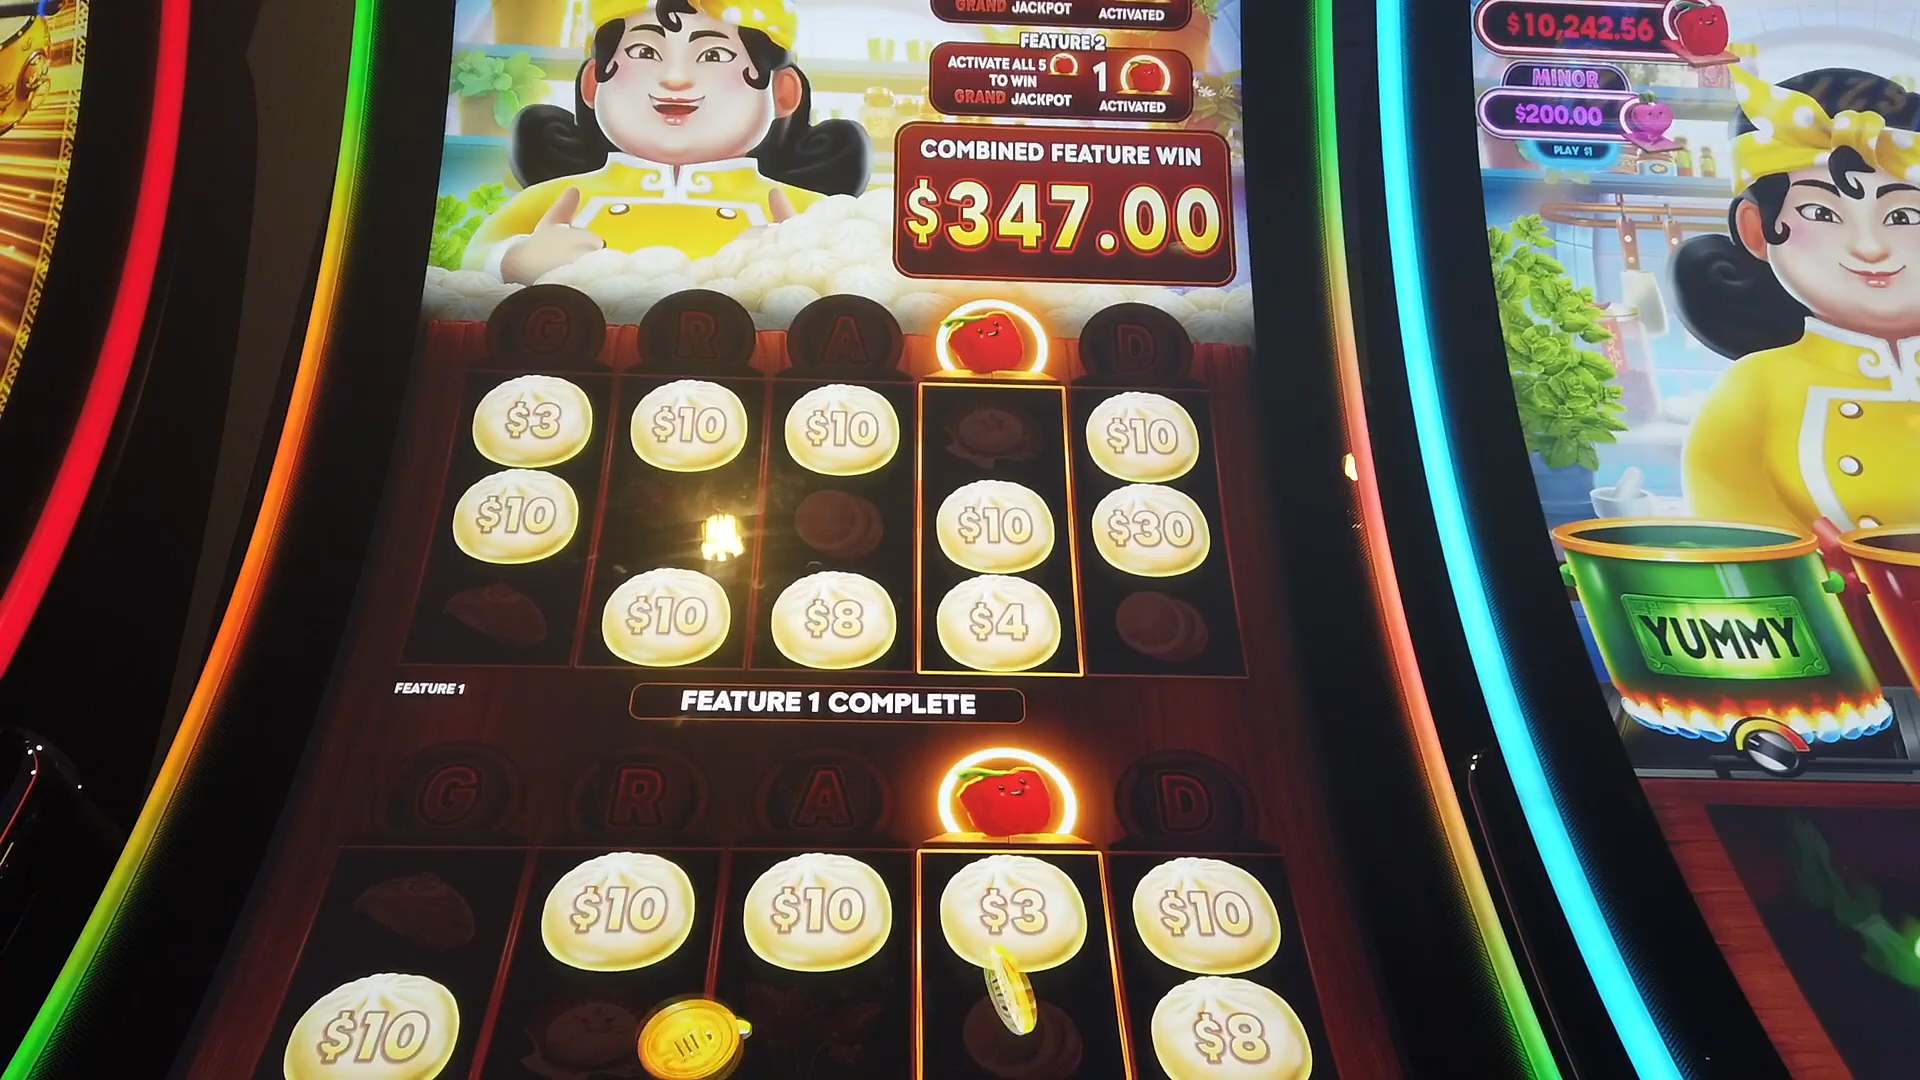 GRAND JACKPOT
ACTIVATED
FEATURE 2
ACTIVATE ALL 5
TO WIN
GRAND JACKPOT
1
ACTIVATED
COMBINED FEATURE WIN
$347.00
G R A D
$3 $10 $10 $10
$10 $10 $30
$10 $8 $4
FEATURE 1
FEATURE 1 COMPLETE
G R A D
$10 $10 $3 $10
$10 $8
$10,242.56
MINOR
$200.00
PLAY $1
YUMMY